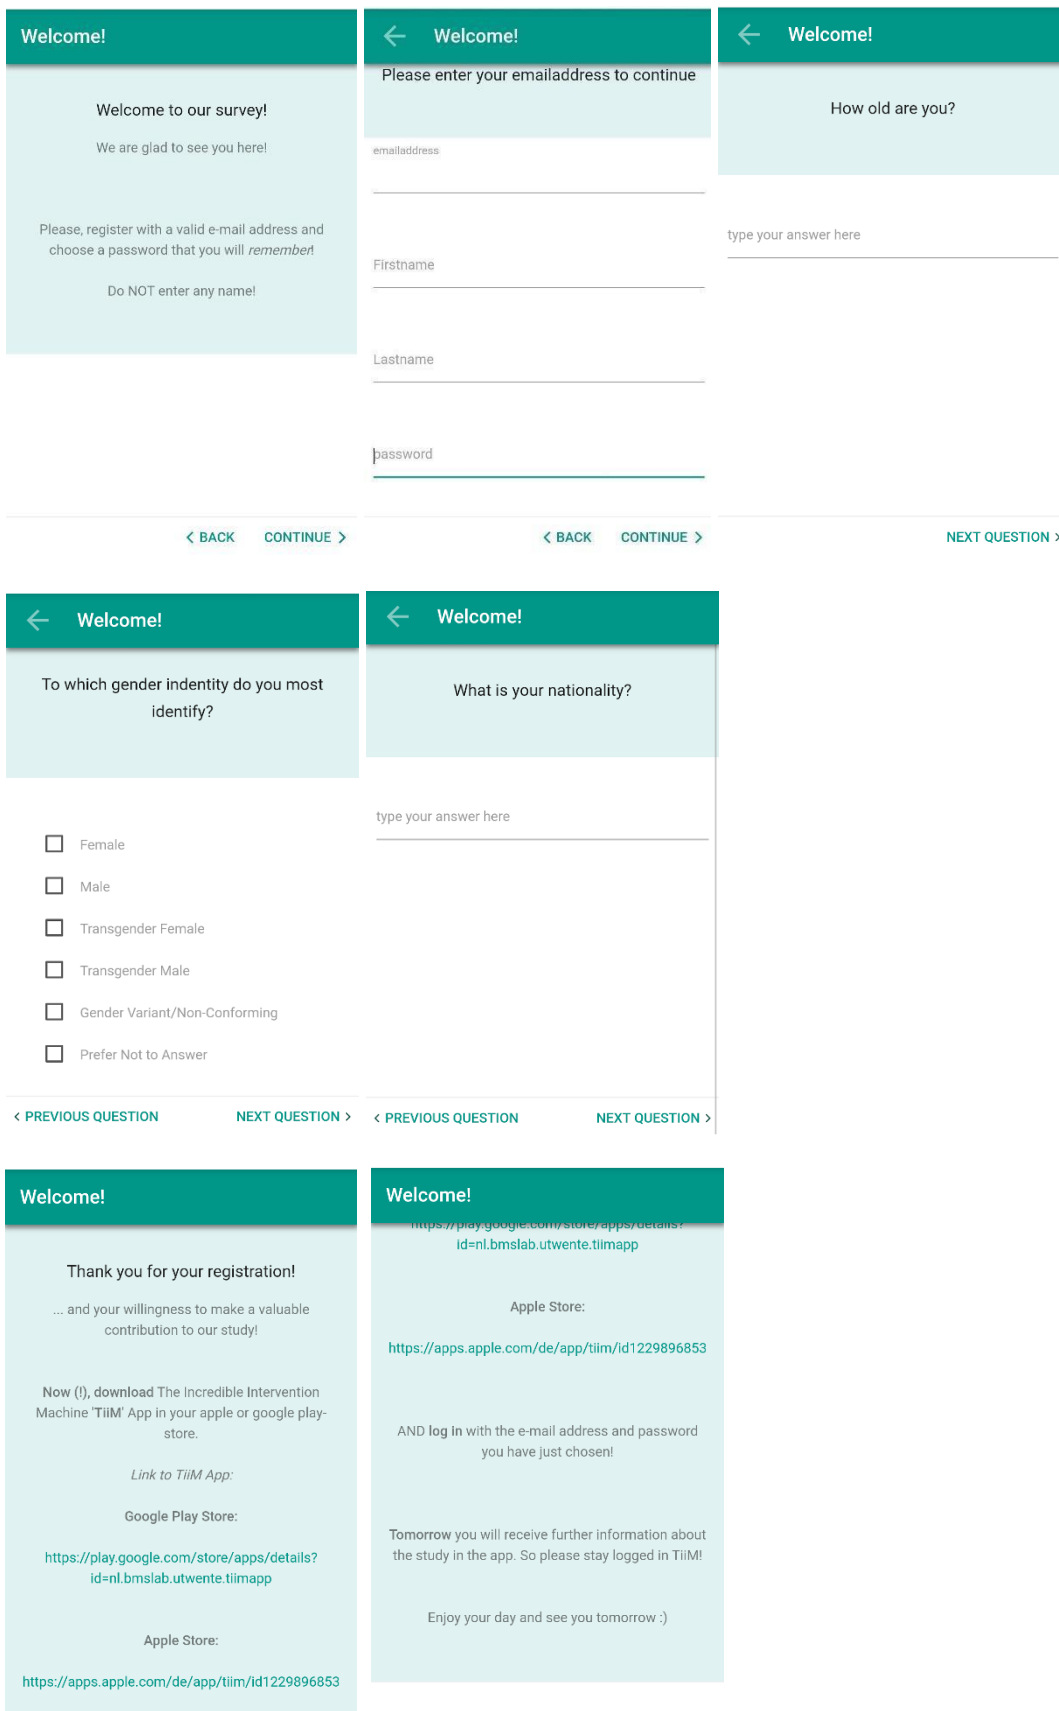 Welcome!
Welcome to our survey!
We are glad to see you here!
Please, register with a valid e-mail address and
choose a password that you will remember!
Do NOT enter any name!
BACK CONTINUE
Welcome!
Please enter your emailaddress to continue
emailaddress
Firstname
Lastname
password
BACK CONTINUE
Welcome!
How old are you?
type your answer here
NEXT QUESTION
Welcome!
To which gender indentity do you most
identify?
Female
Male
Transgender Female
Transgender Male
Gender Variant/Non-Conforming
Prefer Not to Answer
PREVIOUS QUESTION NEXT QUESTION
Welcome!
What is your nationality?
type your answer here
PREVIOUS QUESTION NEXT QUESTION
Welcome!
Thank you for your registration!
... and your willingness to make a valuable
contribution to our study!
Now (!), download The Incredible Intervention
Machine 'TiiM' App in your apple or google play-
store.
Link to TiiM App:
Google Play Store:
https://play.google.com/store/apps/details?
id=nl.bmslab.utwente.tiimapp
Apple Store:
https://apps.apple.com/de/app/tiim/id1229896853
Welcome!
https://play.google.com/store/apps/details?
id=nl.bmslab.utwente.tiimapp
Apple Store:
https://apps.apple.com/de/app/tiim/id1229896853
AND log in with the e-mail address and password
you have just chosen!
Tomorrow you will receive further information about
the study in the app. So please stay logged in TiiM!
Enjoy your day and see you tomorrow :)